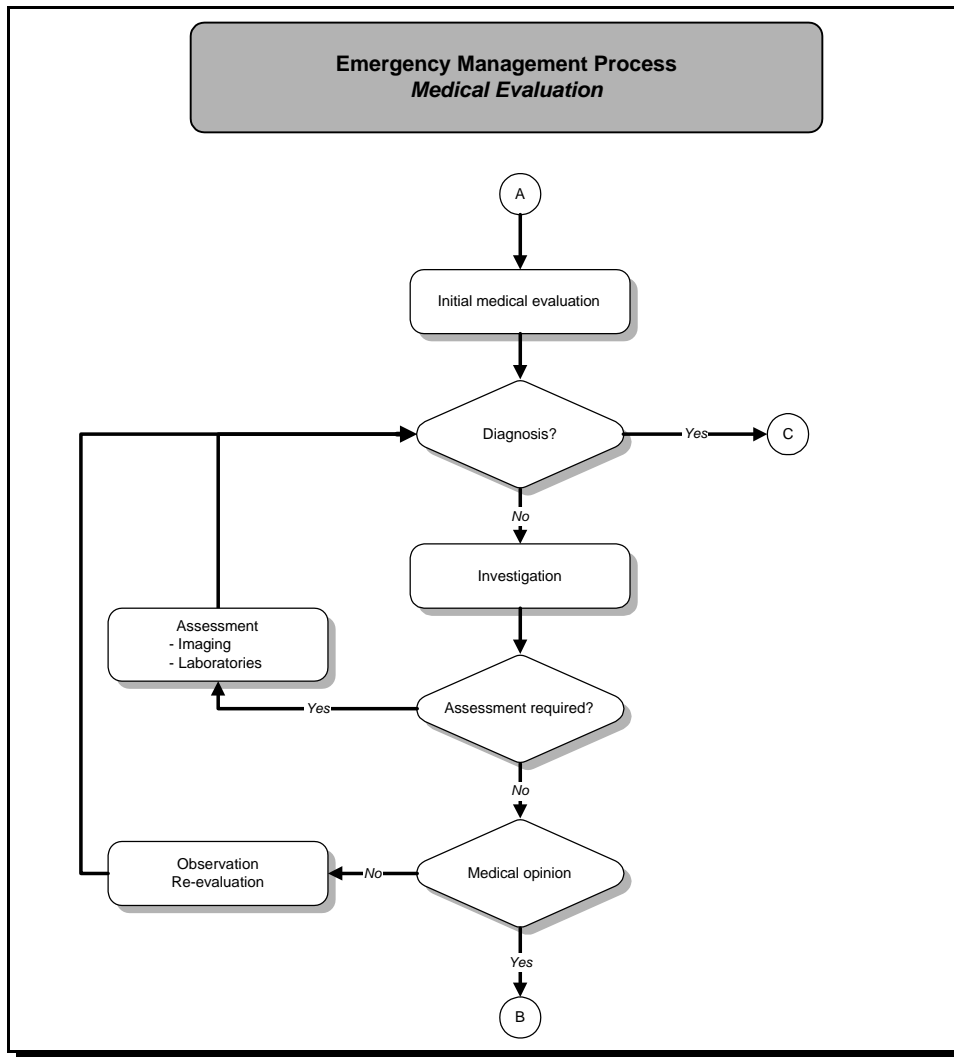 Emergency Management Process
Medical Evaluation
A
Initial medical evaluation
Diagnosis?
Yes
C
No
Investigation
Assessment
- Imaging
- Laboratories
Yes
Assessment required?
No
Observation
Re-evaluation
No
Medical opinion
Yes
B